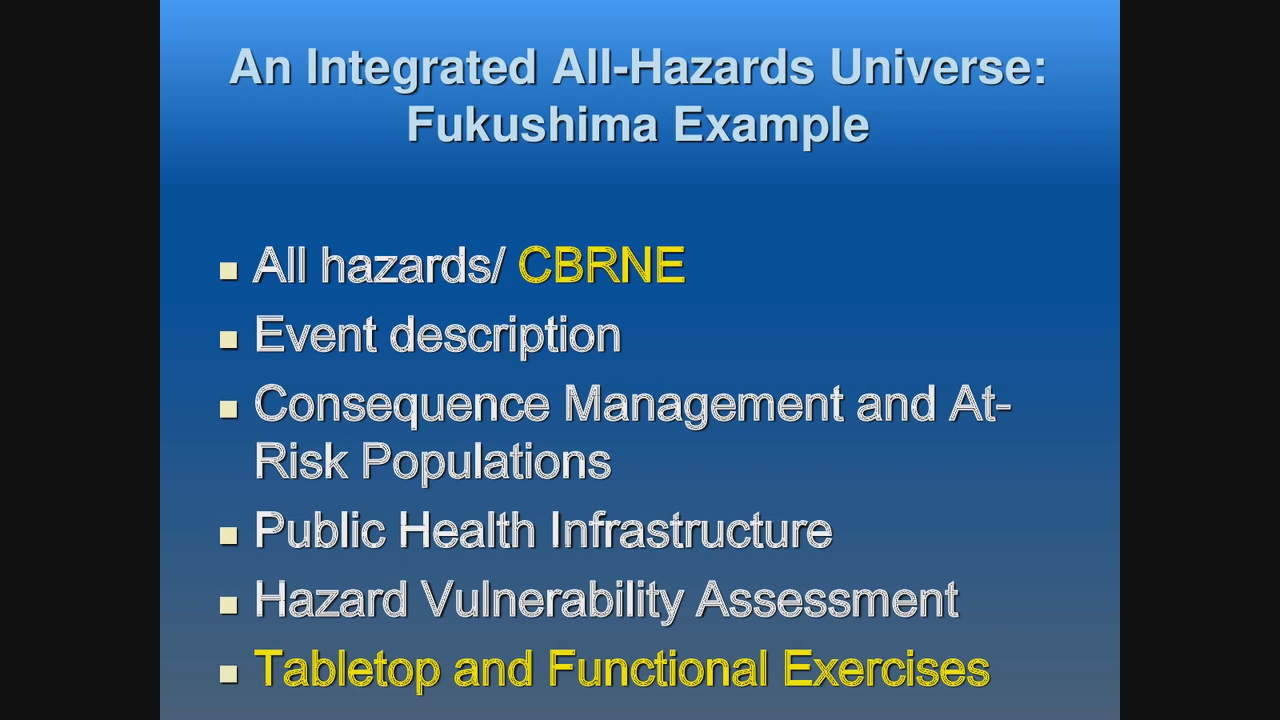 An Integrated All-Hazards Universe:
Fukushima Example
All hazards/ CBRNE
Event description
Consequence Management and At-
Risk Populations
Public Health Infrastructure
Hazard Vulnerability Assessment
Tabletop and Functional Exercises